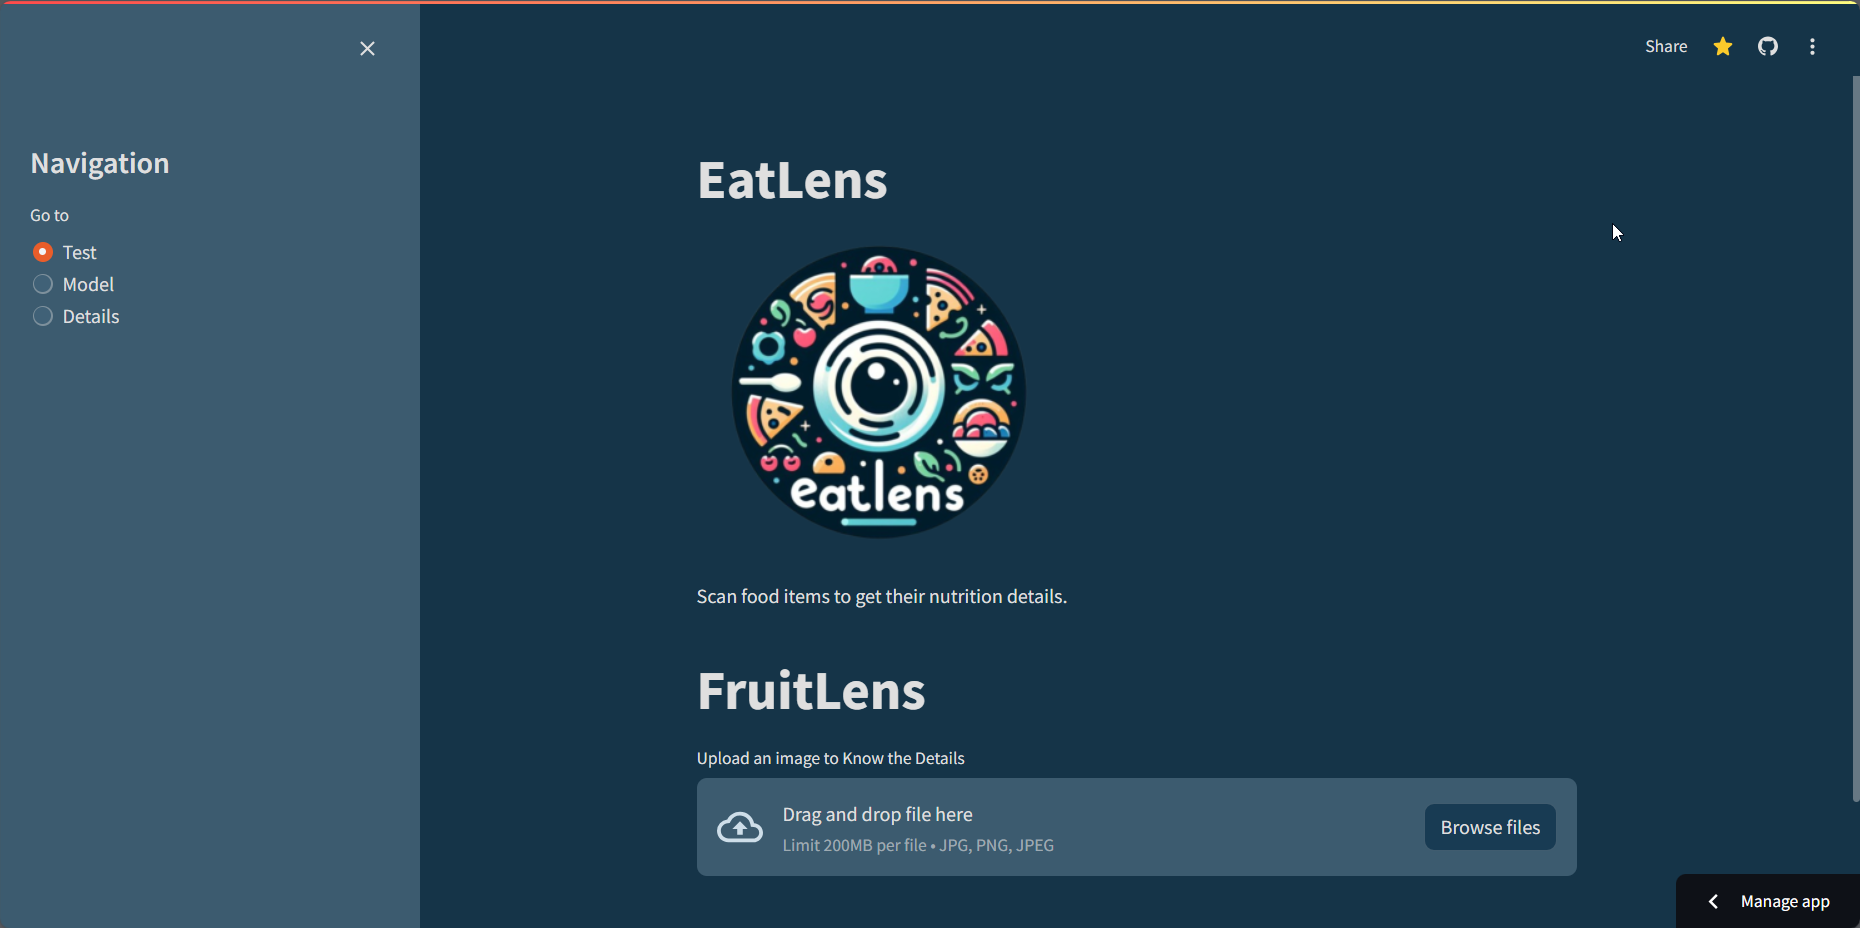 Share
Navigation
Go to
Test
Model
Details
EatLens
eatlens
Scan food items to get their nutrition details.
FruitLens
Upload an image to Know the Details
Drag and drop file here
Limit 200MB per file • JPG, PNG, JPEG
Browse files
Manage app